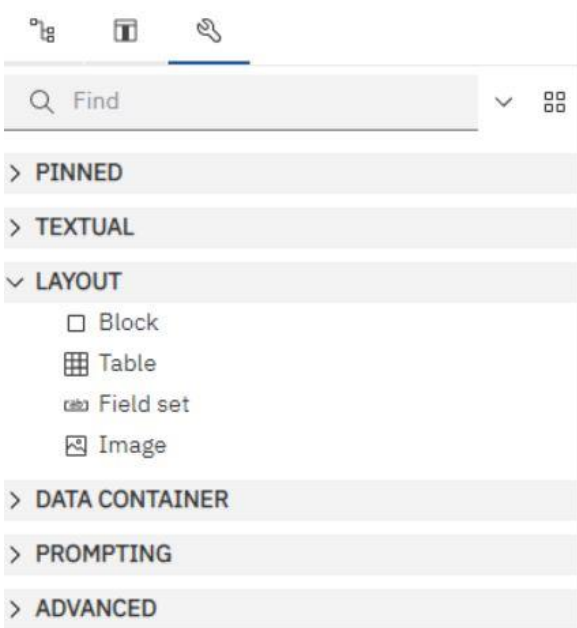 Find
PINNED
TEXTUAL
LAYOUT
Block
Table
Field set
Image
DATA CONTAINER
PROMPTING
ADVANCED